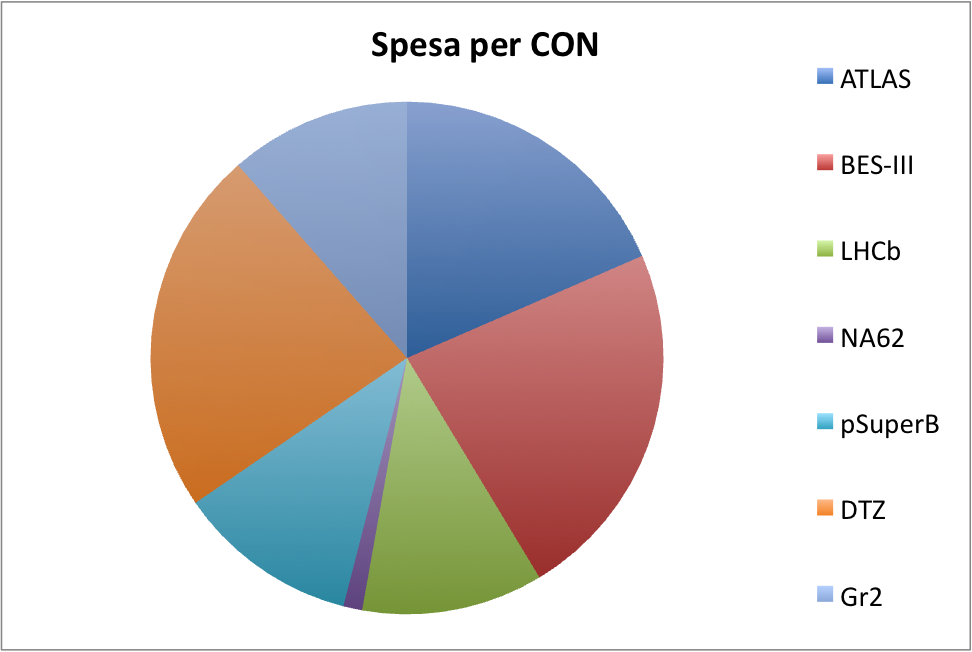 Spesa per CON
ATLAS
BES-III
LHCb
NA62
pSuperB
DTZ
Gr2